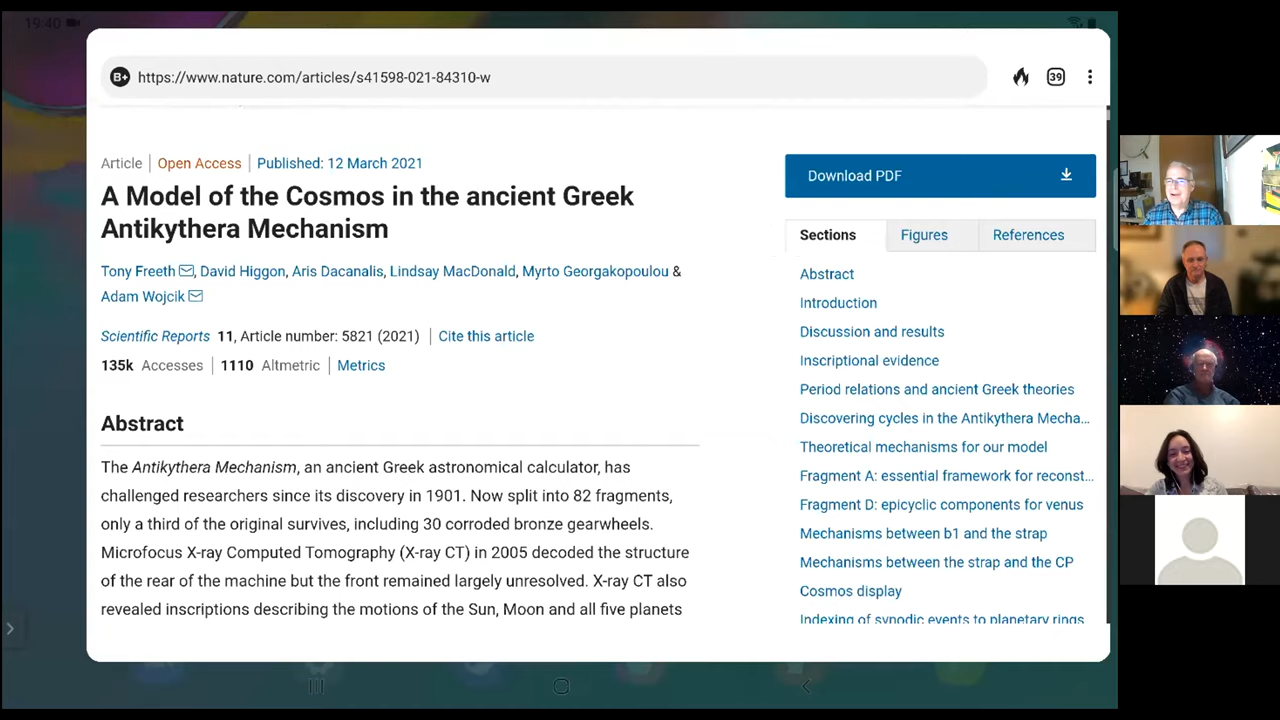 19:40
B+ https://www.nature.com/articles/s41598-021-84310-w
39
Article | Open Access | Published: 12 March 2021
A Model of the Cosmos in the ancient Greek
Antikythera Mechanism
Tony Freeth, David Higgon, Aris Dacanalis, Lindsay MacDonald, Myrto Georgakopoulou &
Adam Wojcik
Scientific Reports 11, Article number: 5821 (2021) | Cite this article
135k Accesses | 1110 Altmetric | Metrics
Abstract
The Antikythera Mechanism, an ancient Greek astronomical calculator, has
challenged researchers since its discovery in 1901. Now split into 82 fragments,
only a third of the original survives, including 30 corroded bronze gearwheels.
Microfocus X-ray Computed Tomography (X-ray CT) in 2005 decoded the structure
of the rear of the machine but the front remained largely unresolved. X-ray CT also
revealed inscriptions describing the motions of the Sun, Moon and all five planets
Download PDF
Sections
Figures
References
Abstract
Introduction
Discussion and results
Inscriptional evidence
Period relations and ancient Greek theories
Discovering cycles in the Antikythera Mecha...
Theoretical mechanisms for our model
Fragment A: essential framework for reconst...
Fragment D: epicyclic components for venus
Mechanisms between b1 and the strap
Mechanisms between the strap and the CP
Cosmos display
Indexing of synodic events to planetary rings